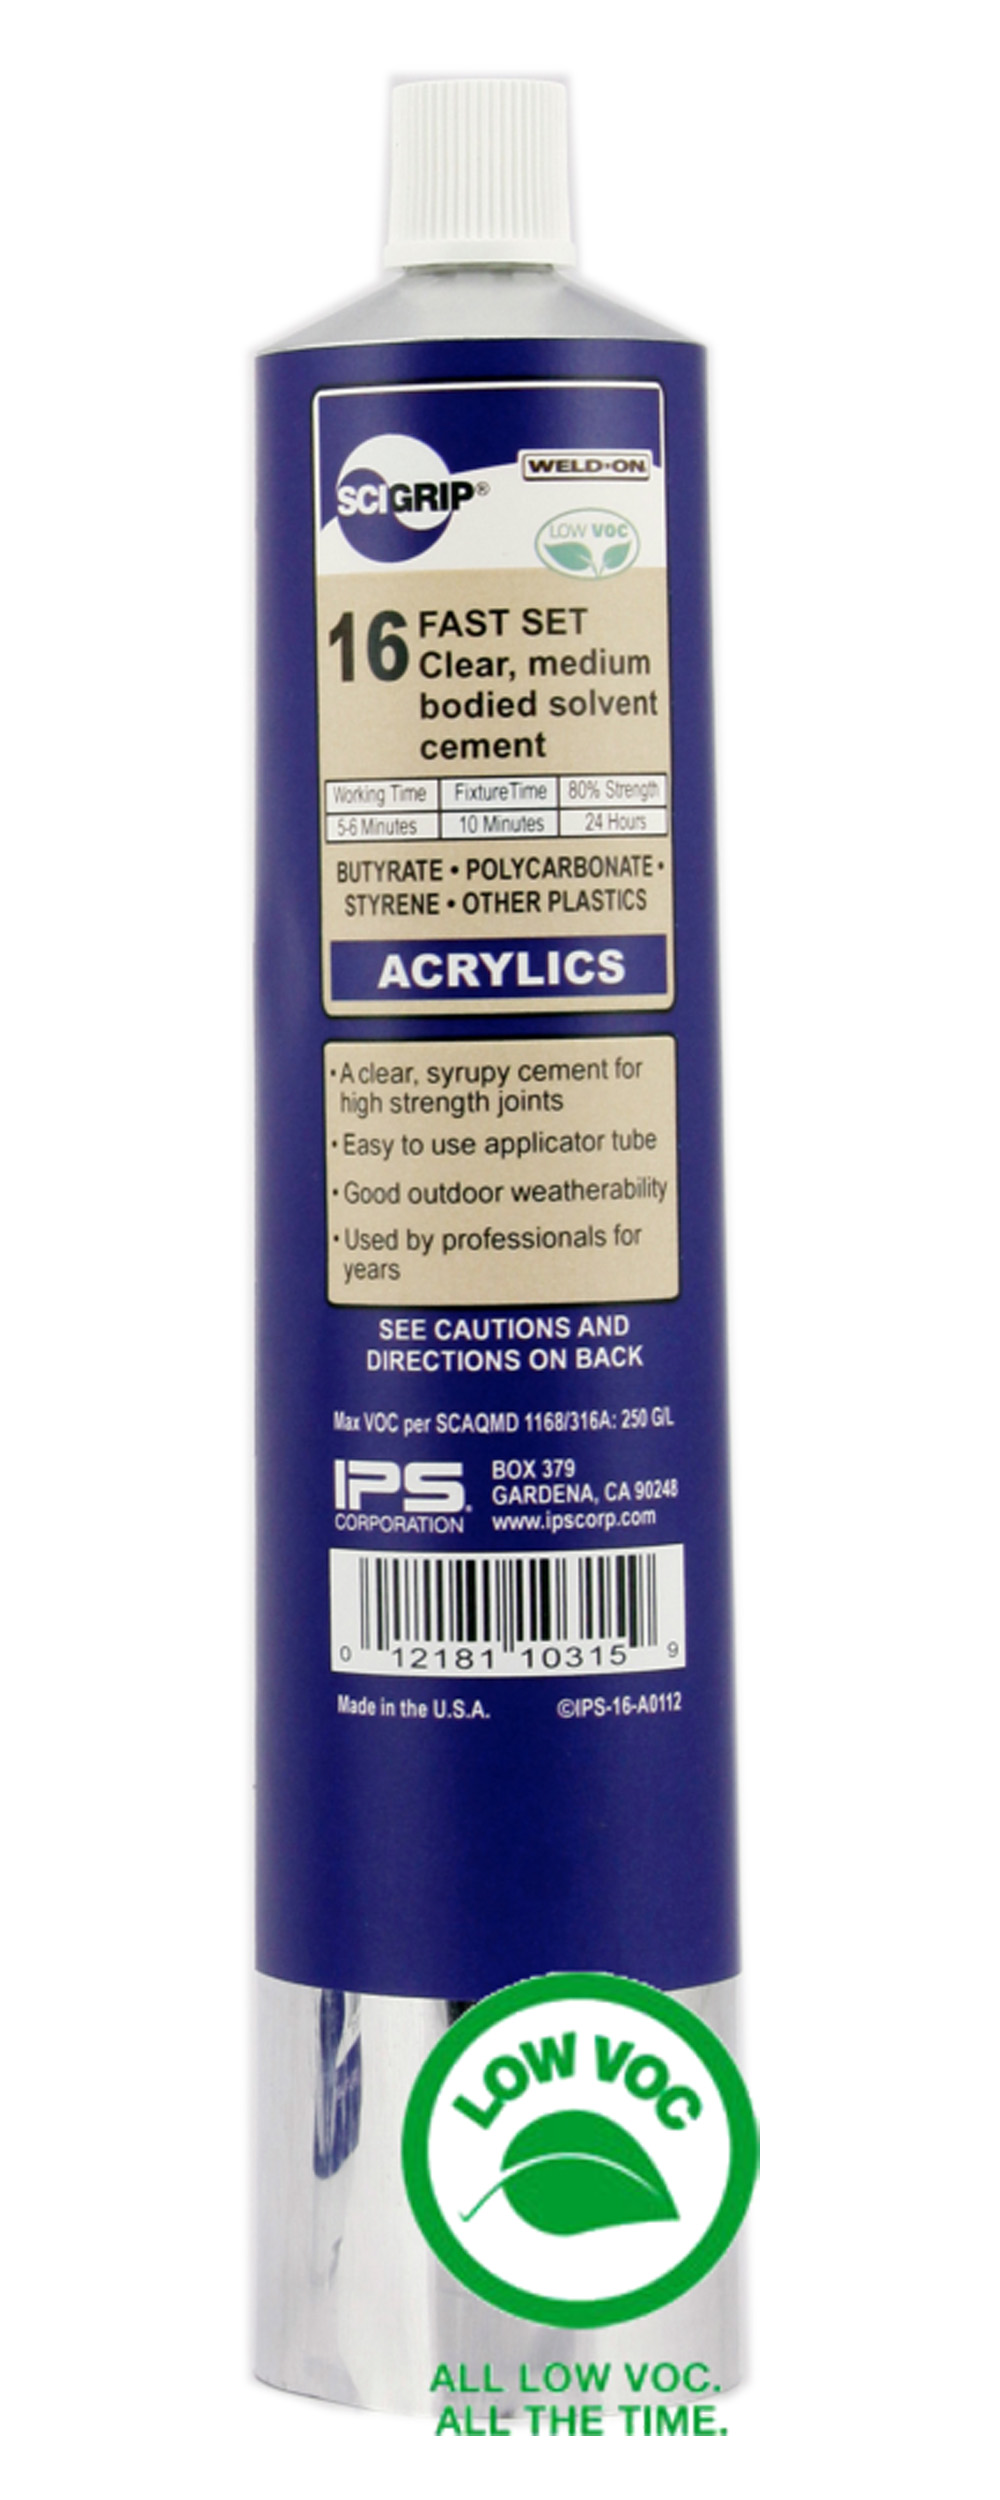 SCIGRIP®
WELD•ON
LOW VOC
16 FAST SET
Clear, medium
bodied solvent
cement
Working Time FixtureTime 80% Strength
5-6 Minutes 10 Minutes 24 Hours
BUTYRATE • POLYCARBONATE •
STYRENE • OTHER PLASTICS
ACRYLICS
• A clear, syrupy cement for
high strength joints
• Easy to use applicator tube
• Good outdoor weatherability
• Used by professionals for
years
SEE CAUTIONS AND
DIRECTIONS ON BACK
Max VOC per SCAQMD 1168/316A: 250 G/L
IPS.
CORPORATION
BOX 379
GARDENA, CA 90248
www.ipscorp.com
0 12181 10315 9
Made in the U.S.A. ©IPS-16-A0112
LOW VOC
ALL LOW VOC.
ALL THE TIME.